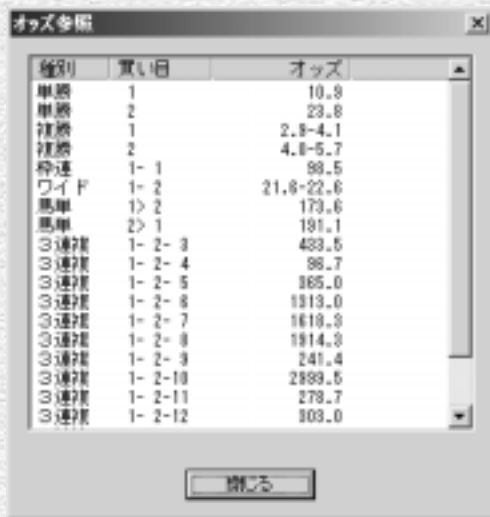 オッズ参照
種別 買い目 オッズ
単勝 1 10.9
単勝 2 23.8
複勝 1 2.9-4.1
複勝 2 4.0-5.7
枠連 1- 1 98.5
ワイド 1- 2 21.6-22.6
馬単 1> 2 173.6
馬単 2> 1 191.1
3連複 1- 2- 3 433.5
3連複 1- 2- 4 96.7
3連複 1- 2- 5 365.0
3連複 1- 2- 6 1313.0
3連複 1- 2- 7 1618.3
3連複 1- 2- 8 1914.3
3連複 1- 2- 9 241.4
3連複 1- 2-10 2999.5
3連複 1- 2-11 278.7
3連複 1- 2-12 303.0
閉じる